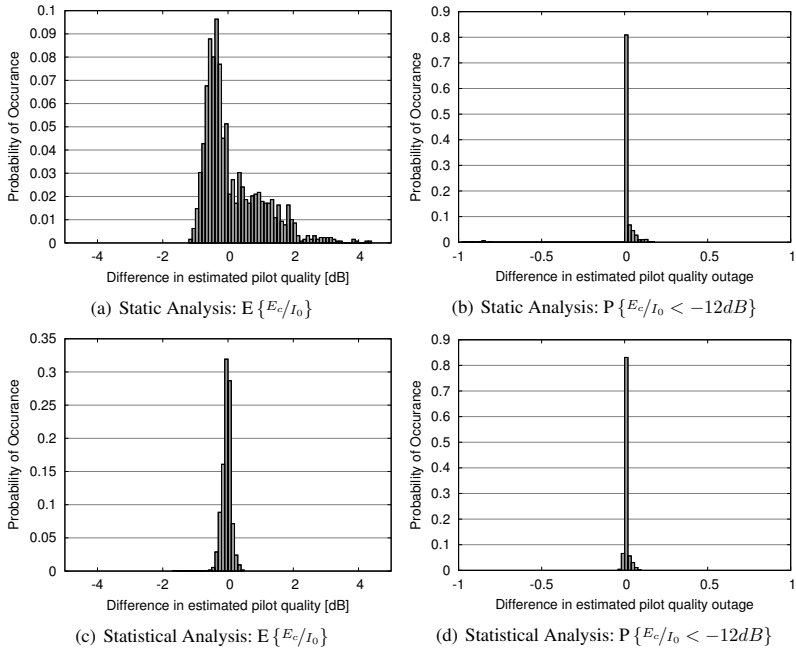 0.1
0.09
0.08
0.07
0.06
0.05
0.04
0.03
0.02
0.01
0
Probability of Occurance
-4 -2 0 2 4
Difference in estimated pilot quality [dB]
(a) Static Analysis: E {Ec/I0}
0.9
0.8
0.7
0.6
0.5
0.4
0.3
0.2
0.1
0
Probability of Occurance
-1 -0.5 0 0.5 1
Difference in estimated pilot quality outage
(b) Static Analysis: P {Ec/I0 < −12dB}
0.35
0.3
0.25
0.2
0.15
0.1
0.05
0
Probability of Occurance
-4 -2 0 2 4
Difference in estimated pilot quality [dB]
(c) Statistical Analysis: E {Ec/I0}
0.9
0.8
0.7
0.6
0.5
0.4
0.3
0.2
0.1
0
Probability of Occurance
-1 -0.5 0 0.5 1
Difference in estimated pilot quality outage
(d) Statistical Analysis: P {Ec/I0 < −12dB}